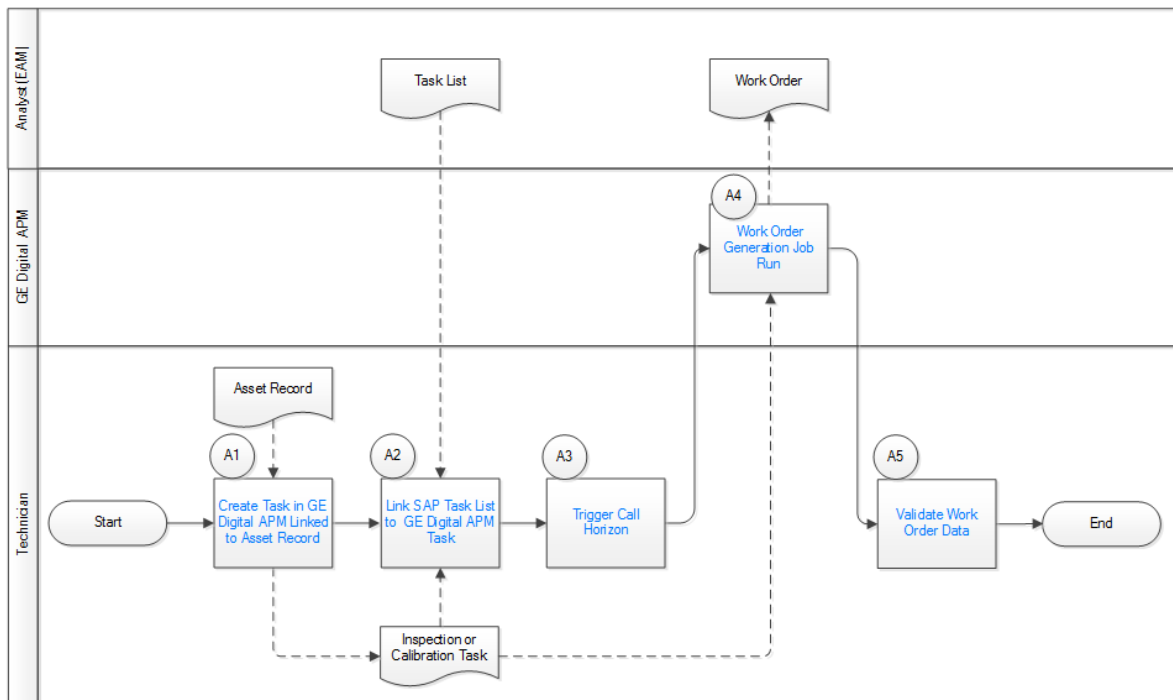 Analyst (EAM)
Task List
Work Order
GE Digital APM
A4
Work Order
Generation Job
Run
Technician
Asset Record
A1
A2
A3
A5
Start
Create Task in GE
Digital APM Linked
to Asset Record
Link SAP Task List
to GE Digital APM
Task
Trigger Call
Horizon
Validate Work
Order Data
End
Inspection or
Calibration Task